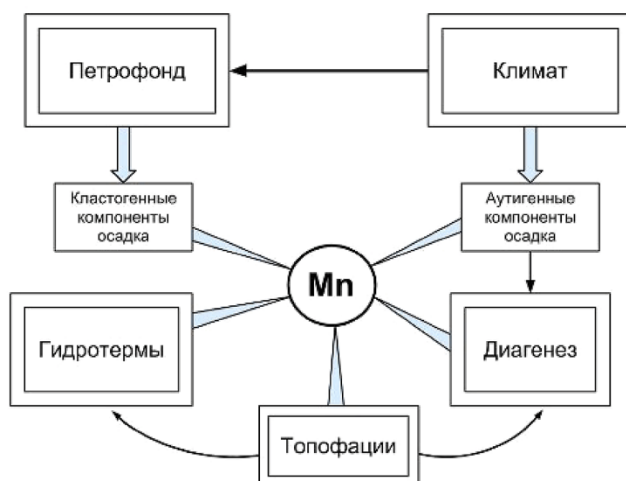 Петрофонд
Климат
Кластогенные
компоненты
осадка
Аутигенные
компоненты
осадка
Mn
Гидротермы
Диагенез
Топофации